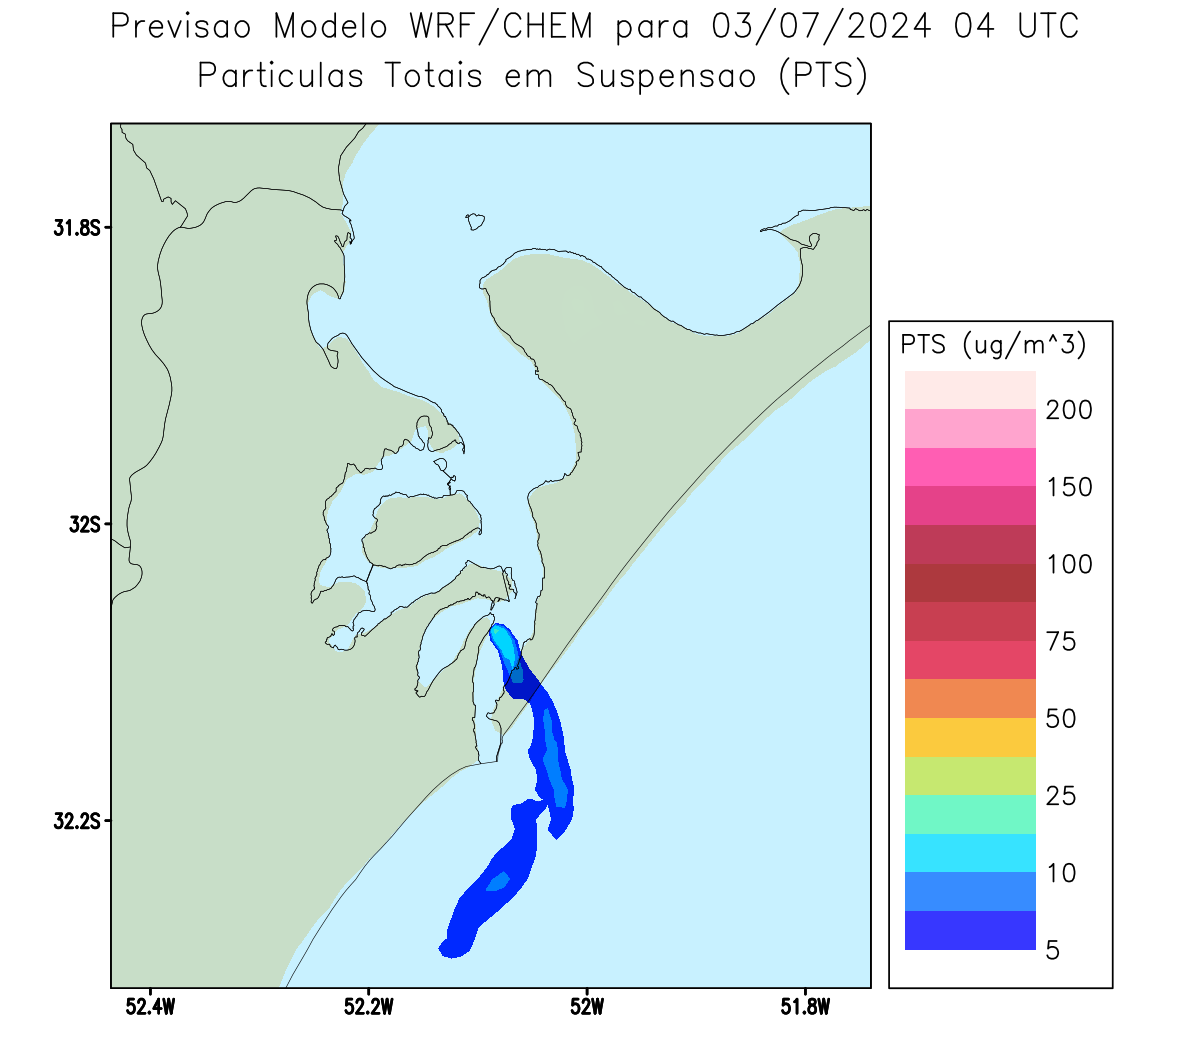 Previsao Modelo WRF/CHEM para 03/07/2024 04 UTC
Particulas Totais em Suspensao (PTS)
31.8S
32S
32.2S
52.4W
52.2W
52W
51.8W
PTS (ug/m^3)
200
150
100
75
50
25
10
5